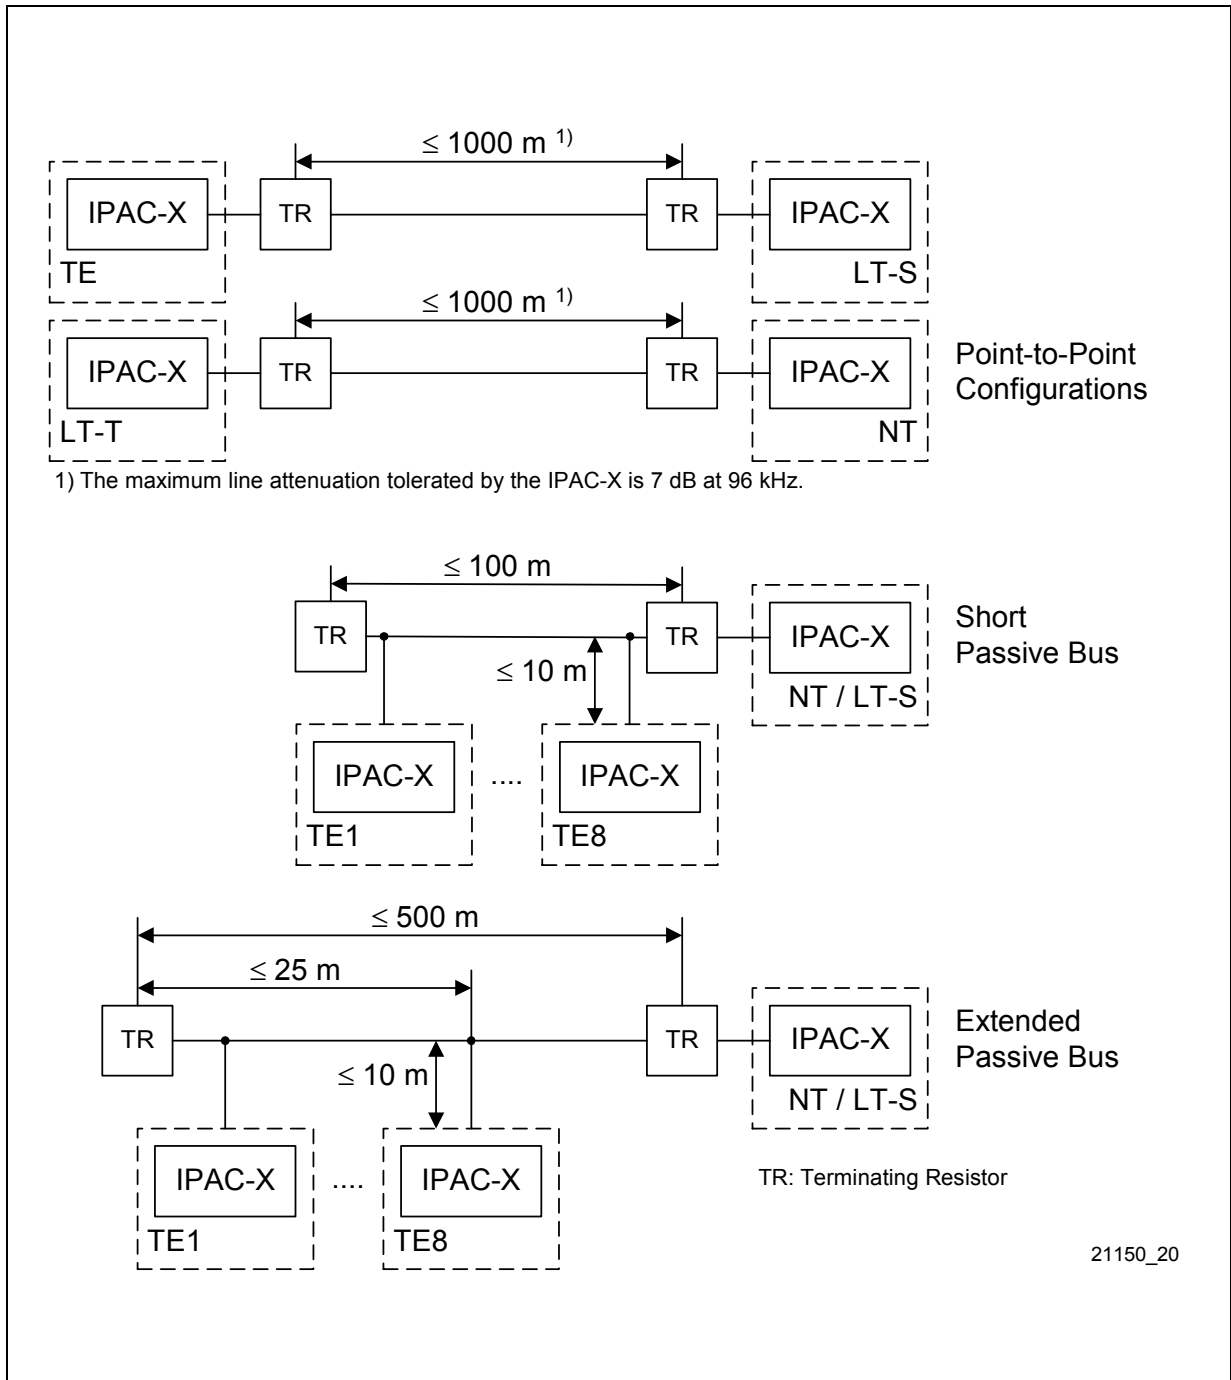 ≤ 1000 m 1)
IPAC-X
TR
TR
IPAC-X
TE
LT-S
≤ 1000 m 1)
IPAC-X
TR
TR
IPAC-X
LT-T
NT
Point-to-Point
Configurations
1) The maximum line attenuation tolerated by the IPAC-X is 7 dB at 96 kHz.
≤ 100 m
TR
TR
IPAC-X
NT / LT-S
Short
Passive Bus
≤ 10 m
IPAC-X
....
IPAC-X
TE1
TE8
≤ 500 m
≤ 25 m
TR
TR
IPAC-X
NT / LT-S
Extended
Passive Bus
≤ 10 m
IPAC-X
....
IPAC-X
TE1
TE8
TR: Terminating Resistor
21150_20